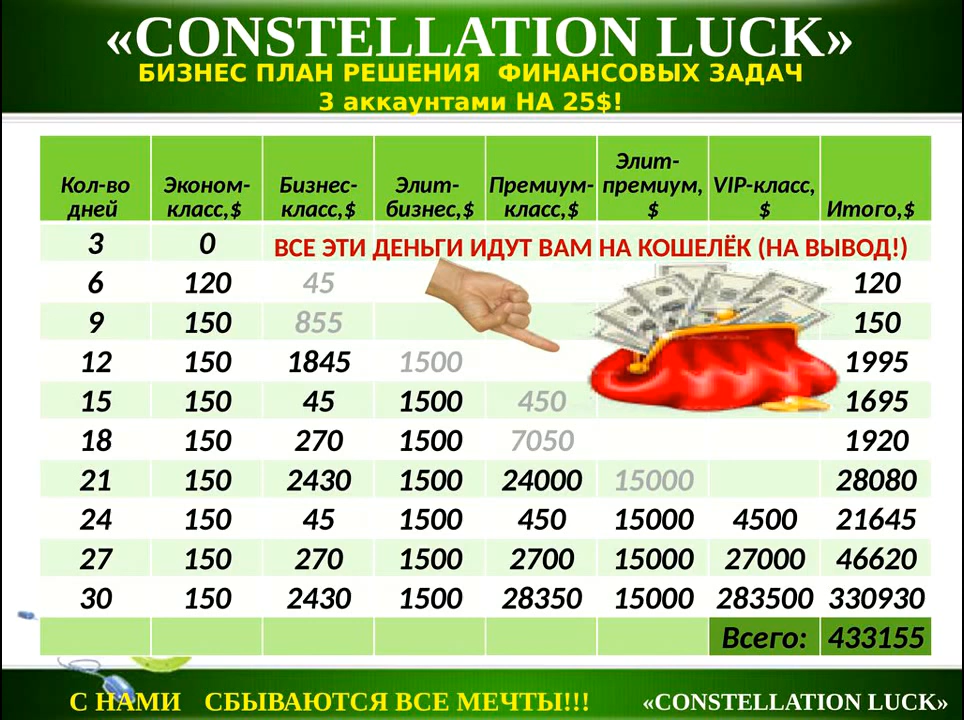 «CONSTELLATION LUCK»
БИЗНЕС ПЛАН РЕШЕНИЯ ФИНАНСОВЫХ ЗАДАЧ
3 аккаунтами НА 25$!
Кол-во дней Эконом-класс,$ Бизнес-класс,$ Элит-бизнес,$ Премиум-класс,$ Элит-премиум,$ VIP-класс,$ Итого,$
3 0 ВСЕ ЭТИ ДЕНЬГИ ИДУТ ВАМ НА КОШЕЛЁК (НА ВЫВОД!)
6 120 45 120
9 150 855 150
12 150 1845 1500 1995
15 150 45 1500 450 1695
18 150 270 1500 7050 1920
21 150 2430 1500 24000 15000 28080
24 150 45 1500 450 15000 4500 21645
27 150 270 1500 2700 15000 27000 46620
30 150 2430 1500 28350 15000 283500 330930
Всего: 433155
С НАМИ СБЫВАЮТСЯ ВСЕ МЕЧТЫ!!! «CONSTELLATION LUCK»